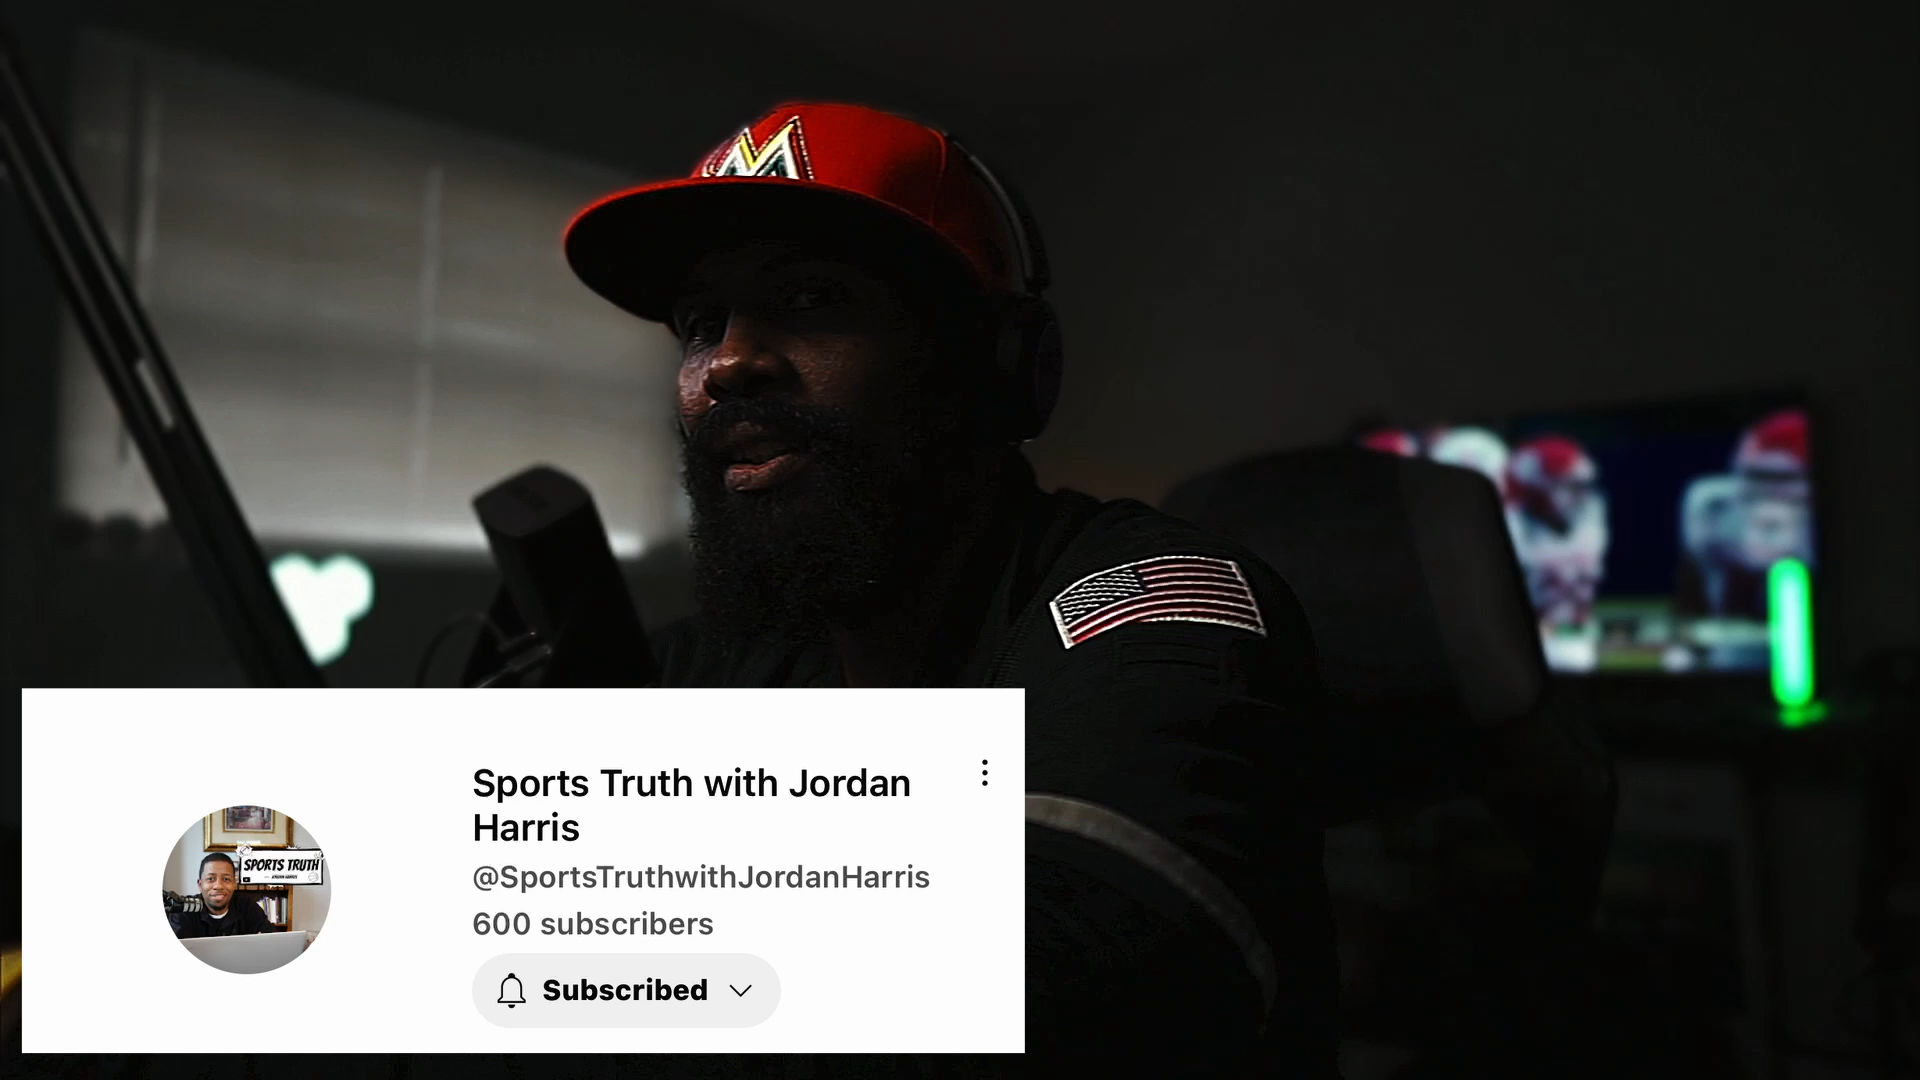 M
SPORTS TRUTH
Sports Truth with Jordan
Harris
@SportsTruthwithJordanHarris
600 subscribers
Subscribed